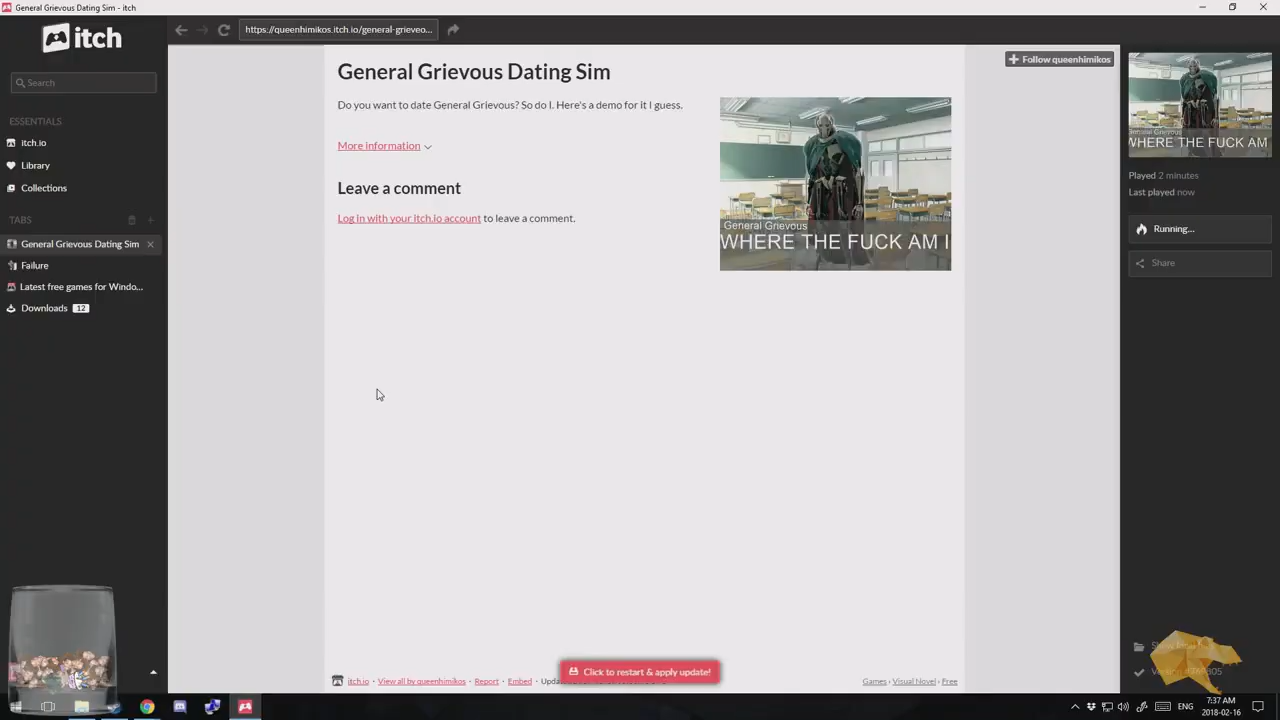 General Grievous Dating Sim - itch
itch
https://queenhimikos.itch.io/general-grieveo...
Search
ESSENTIALS
itch.io
Library
Collections
TABS
General Grievous Dating Sim
Failure
Latest free games for Windo...
Downloads 12
General Grievous Dating Sim
Do you want to date General Grievous? So do I. Here's a demo for it I guess.
More information
Leave a comment
Log in with your itch.io account to leave a comment.
General Grievous
WHERE THE FUCK AM I
Follow queenhimikos
General Grievous
WHERE THE FUCK AM
Played 2 minutes
Last played now
Running...
Share
Click to restart & apply update!
itch.io · View all by queenhimikos · Report · Embed ·
Games › Visual Novel › Free
ENG
7:37 AM
2018-02-16